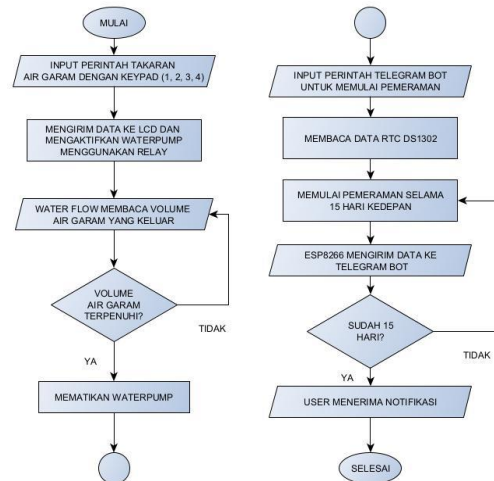 MULAI
INPUT PERINTAH TAKARAN
AIR GARAM DENGAN KEYPAD (1, 2, 3, 4)
MENGIRIM DATA KE LCD DAN
MENGAKTIFKAN WATERPUMP
MENGGUNAKAN RELAY
WATER FLOW MEMBACA VOLUME
AIR GARAM YANG KELUAR
VOLUME
AIR GARAM
TERPENUHI?
TIDAK
YA
MEMATIKAN WATERPUMP
INPUT PERINTAH TELEGRAM BOT
UNTUK MEMULAI PEMERAMAN
MEMBACA DATA RTC DS1302
MEMULAI PEMERAMAN SELAMA
15 HARI KEDEPAN
ESP8266 MENGIRIM DATA KE
TELEGRAM BOT
SUDAH 15
HARI?
TIDAK
YA
USER MENERIMA NOTIFIKASI
SELESAI